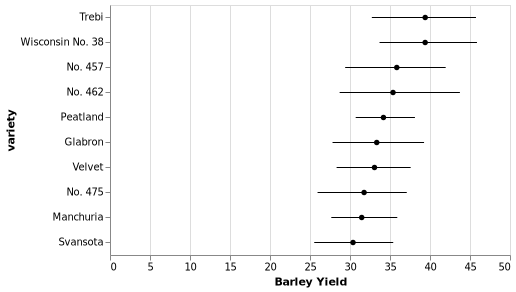 Trebi
Wisconsin No. 38
No. 457
No. 462
Peatland
Glabron
Velvet
No. 475
Manchuria
Svansota
variety
0 5 10 15 20 25 30 35 40 45 50
Barley Yield